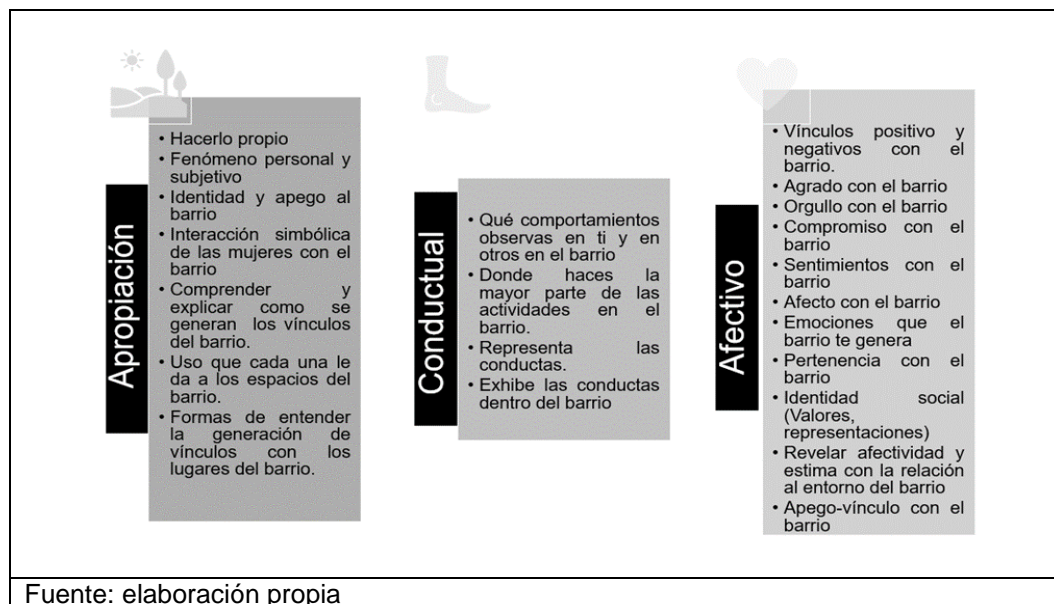 Apropiación
• Hacerlo propio
• Fenómeno personal y
subjetivo
• Identidad y apego al
barrio
• Interacción simbólica
de las mujeres con el
barrio
• Comprender y
explicar como se
generan los vínculos
del barrio.
• Uso que cada una le
da a los espacios del
barrio.
• Formas de entender
la generación de
vínculos con los
lugares del barrio.
Conductual
• Qué comportamientos
observas en ti y en
otros en el barrio
• Donde haces la
mayor parte de las
actividades en el
barrio.
• Representa las
conductas.
• Exhibe las conductas
dentro del barrio
Afectivo
• Vínculos positivo y
negativos con el
barrio.
• Agrado con el barrio
• Orgullo con el barrio
• Compromiso con el
barrio
• Sentimientos con el
barrio
• Afecto con el barrio
• Emociones que el
barrio te genera
• Pertenencia con el
barrio
• Identidad social
(Valores,
representaciones)
• Revelar afectividad y
estima con la relación
al entorno del barrio
• Apego-vínculo con el
barrio
Fuente: elaboración propia